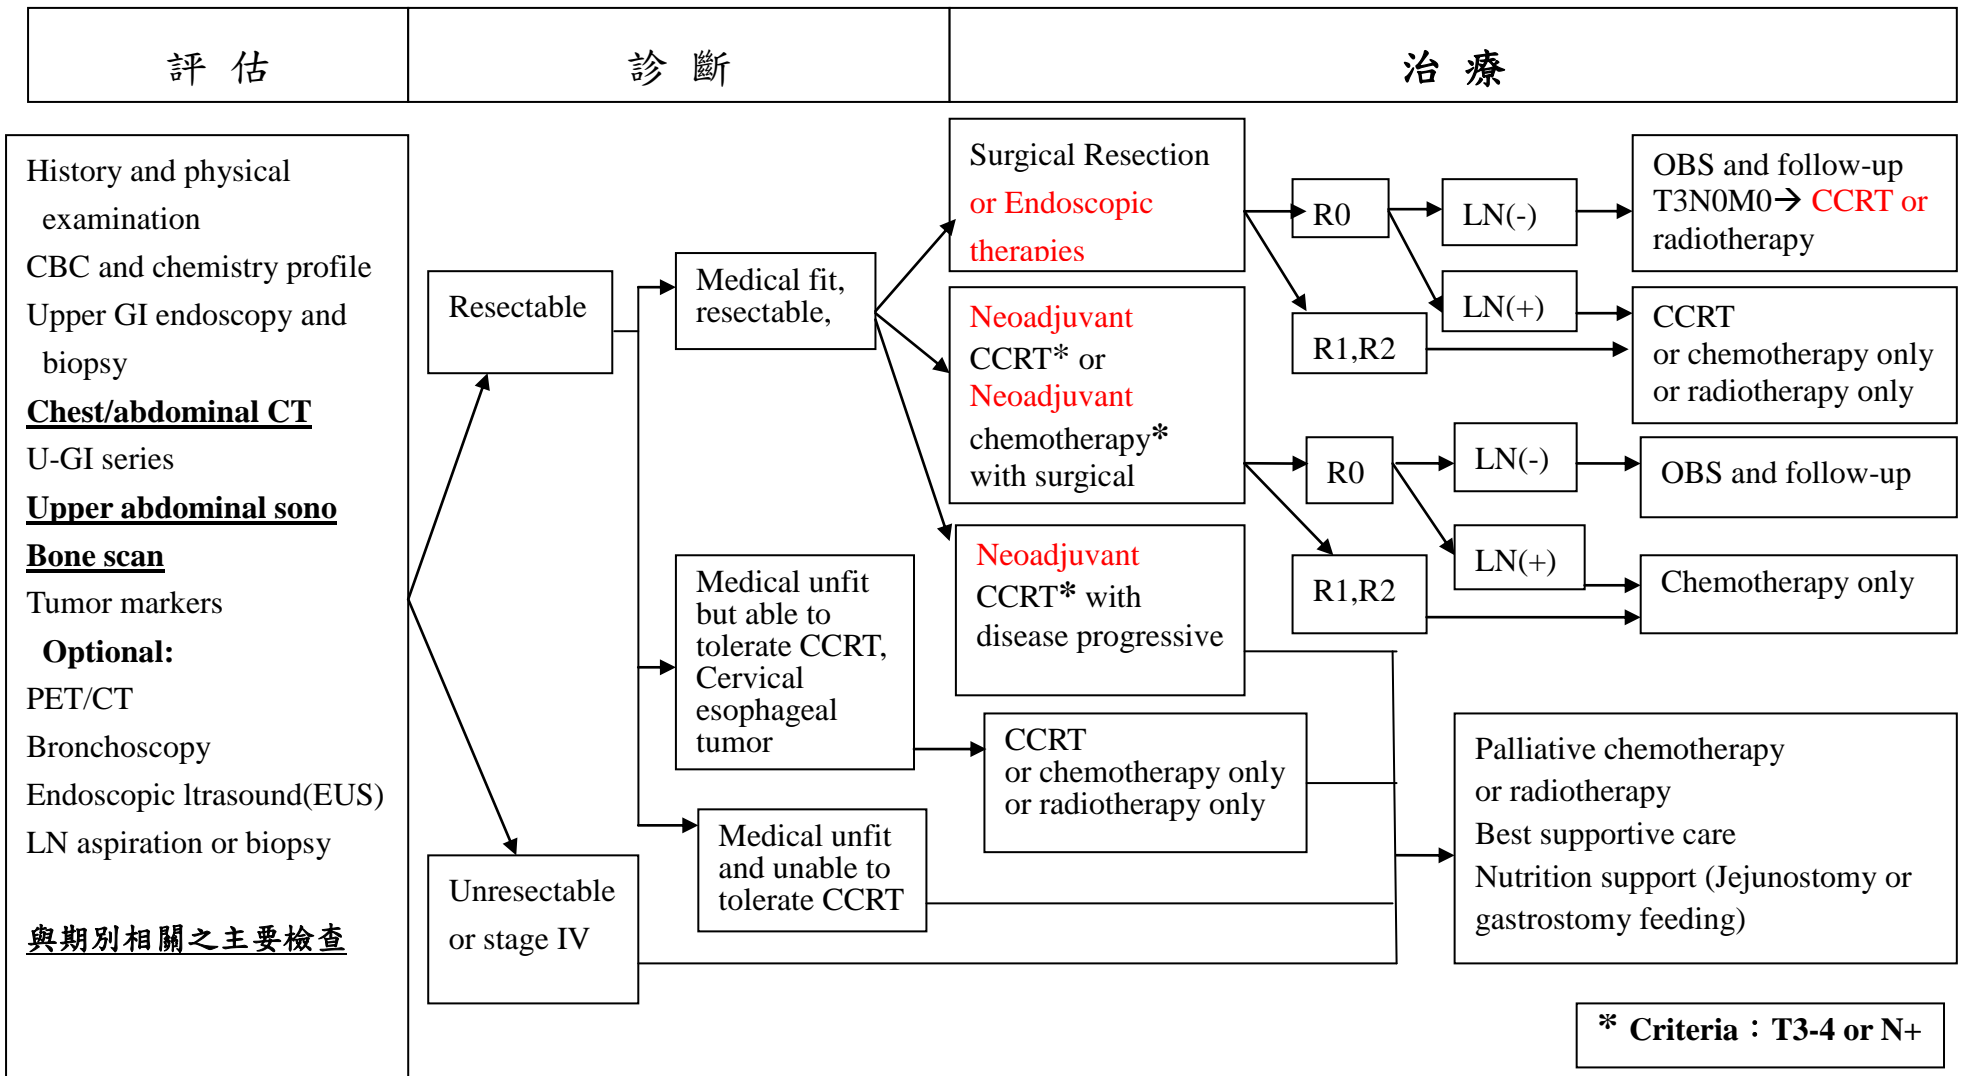 評 估
診 斷
治 療
History and physical
examination
CBC and chemistry profile
Upper GI endoscopy and
biopsy
Chest/abdominal CT
U-GI series
Upper abdominal sono
Bone scan
Tumor markers
Optional:
PET/CT
Bronchoscopy
Endoscopic ltrasound(EUS)
LN aspiration or biopsy
與期別相關之主要檢查
Resectable
Unresectable
or stage IV
Medical fit,
resectable,
Medical unfit
but able to
tolerate CCRT,
Cervical
esophageal
tumor
Medical unfit
and unable to
tolerate CCRT
Surgical Resection
or Endoscopic
therapies
Neoadjuvant
CCRT* or
Neoadjuvant
chemotherapy*
with surgical
Neoadjuvant
CCRT* with
disease progressive
CCRT
or chemotherapy only
or radiotherapy only
R0
R1,R2
LN(-)
LN(+)
OBS and follow-up
T3N0M0→ CCRT or
radiotherapy
CCRT
or chemotherapy only
or radiotherapy only
R0
R1,R2
LN(-)
LN(+)
OBS and follow-up
Chemotherapy only
Palliative chemotherapy
or radiotherapy
Best supportive care
Nutrition support (Jejunostomy or
gastrostomy feeding)
* Criteria：T3-4 or N+